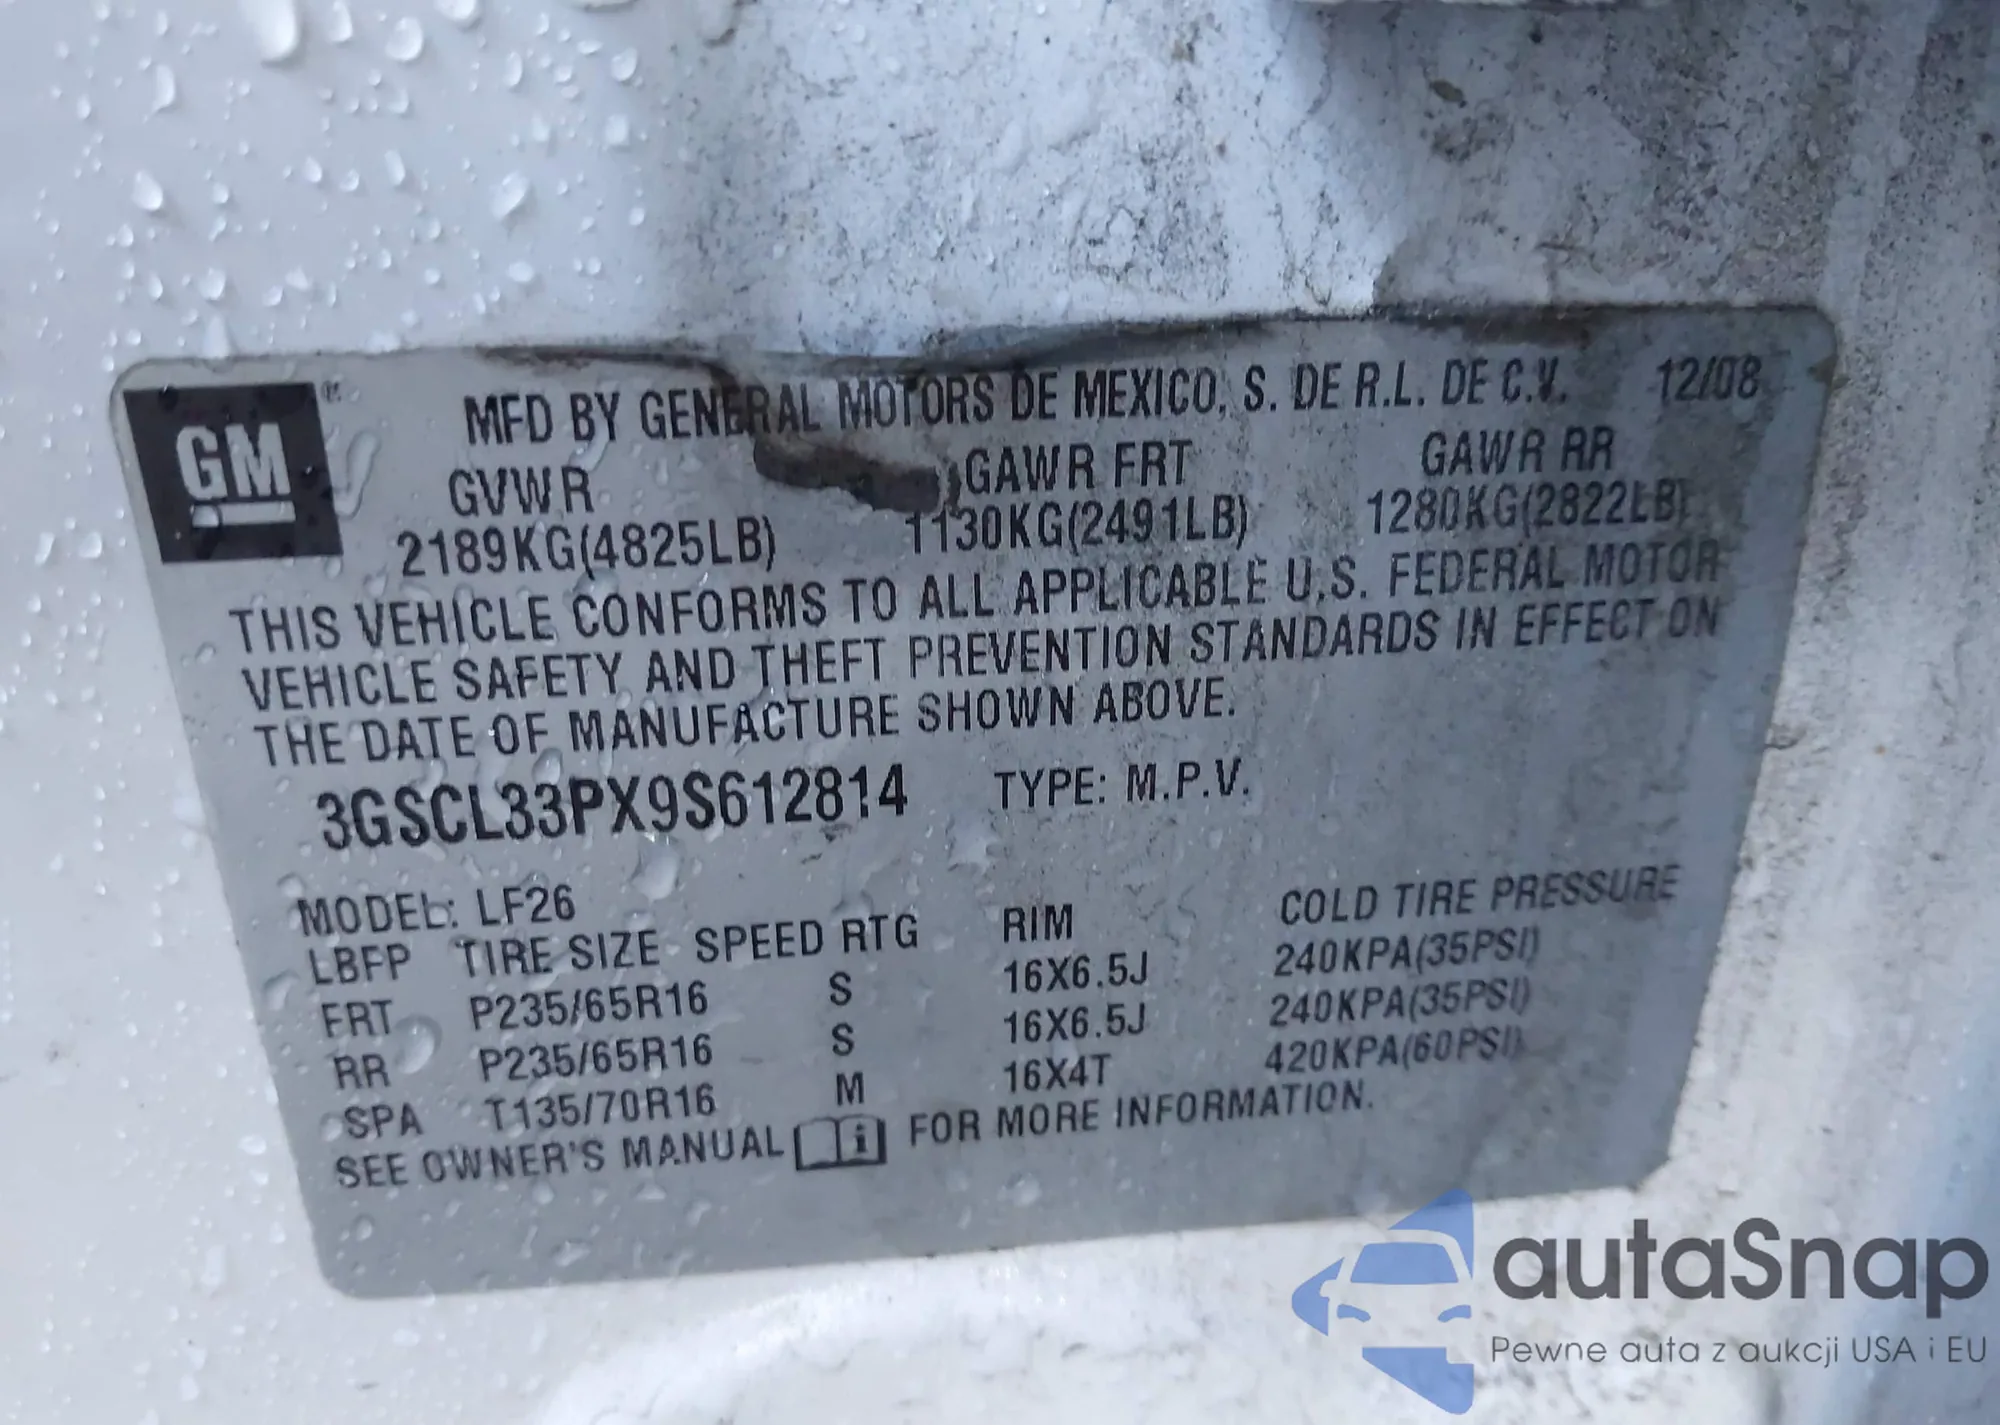 GM ®
MFD BY GENERAL MOTORS DE MEXICO, S. DE R.L. DE C.V. 12/08
GVWR GAWR FRT GAWR RR
2189KG(4825LB) 1130KG(2491LB) 1280KG(2822LB)
THIS VEHICLE CONFORMS TO ALL APPLICABLE U.S. FEDERAL MOTOR
VEHICLE SAFETY AND THEFT PREVENTION STANDARDS IN EFFECT ON
THE DATE OF MANUFACTURE SHOWN ABOVE.
3GSCL33PX9S612814 TYPE: M.P.V.
MODEL: LF26
LBFP TIRE SIZE SPEED RTG RIM COLD TIRE PRESSURE
FRT P235/65R16 S 16X6.5J 240KPA(35PSI)
RR P235/65R16 S 16X6.5J 240KPA(35PSI)
SPA T135/70R16 M 16X4T 420KPA(60PSI)
SEE OWNER'S MANUAL i FOR MORE INFORMATION.
autaSnap
Pewne auta z aukcji USA i EU